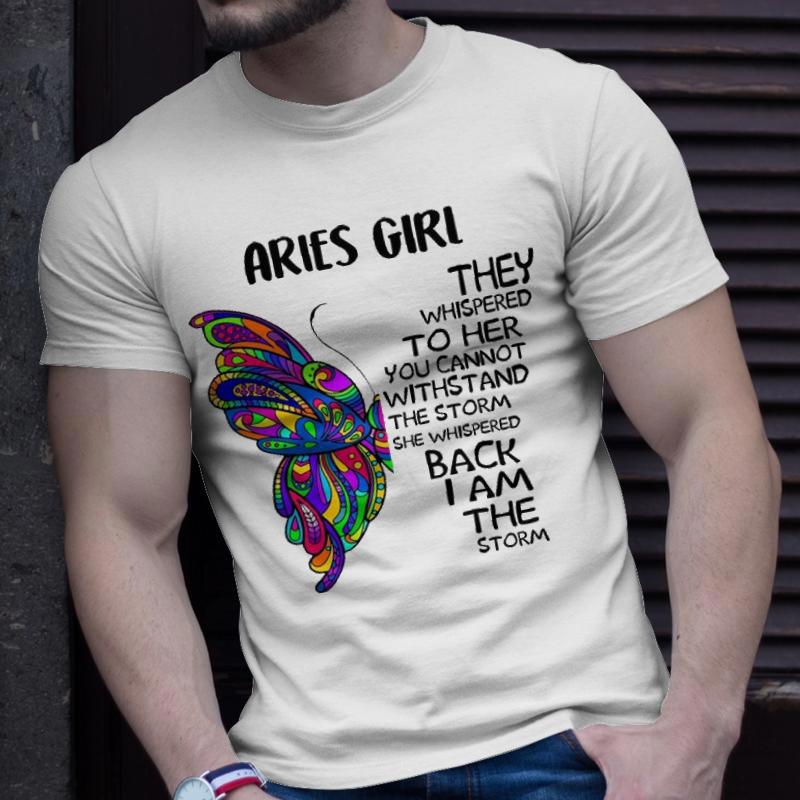 ARIES GIRL
THEY
WHISPERED
TO HER
YOU CANNOT
WITHSTAND
THE STORM
SHE WHISPERED
BACK
I AM
THE
STORM